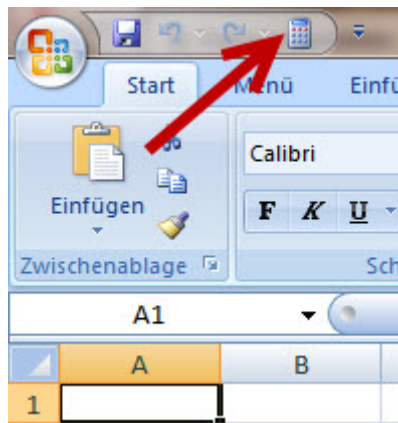 Start Menü Einfü
Calibri
Einfügen
F K U
Zwischenablage Sch
A1
A B
1